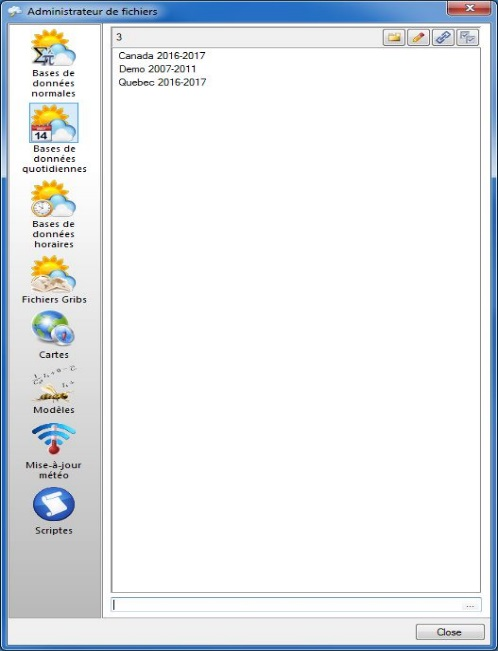 Administrateur de fichiers
Bases de
données
normales
14
Bases de
données
quotidiennes
Bases de
données
horaires
Fichiers Gribs
Cartes
Modèles
Mise-à-jour
météo
Scriptes
3
Canada 2016-2017
Demo 2007-2011
Quebec 2016-2017
...
Close